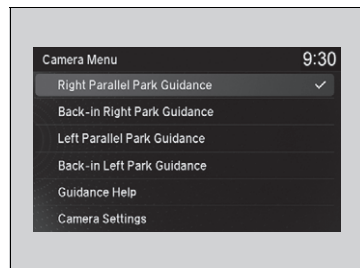 Camera Menu
9:30
Right Parallel Park Guidance
Back-in Right Park Guidance
Left Parallel Park Guidance
Back-in Left Park Guidance
Guidance Help
Camera Settings